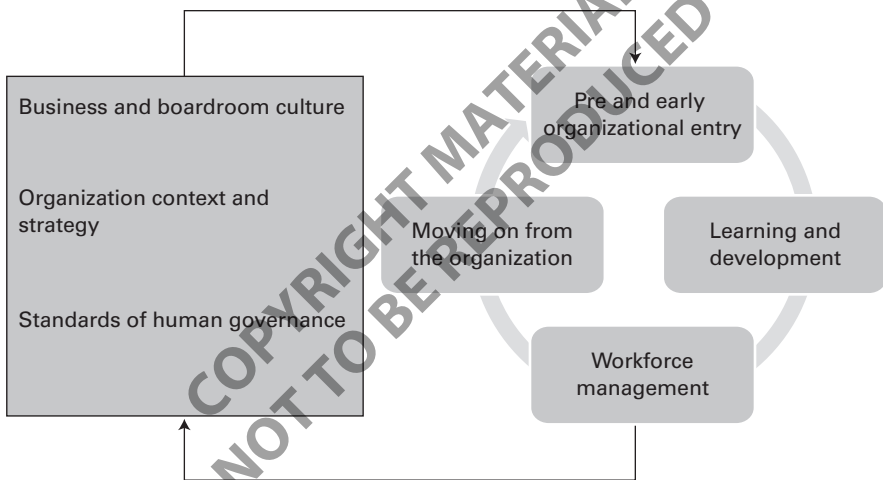 Business and boardroom culture
Organization context and
strategy
Standards of human governance
Pre and early
organizational entry
Learning and
development
Workforce
management
Moving on from
the organization
COPYRIGHT MATERIAL
NOT TO BE REPRODUCED